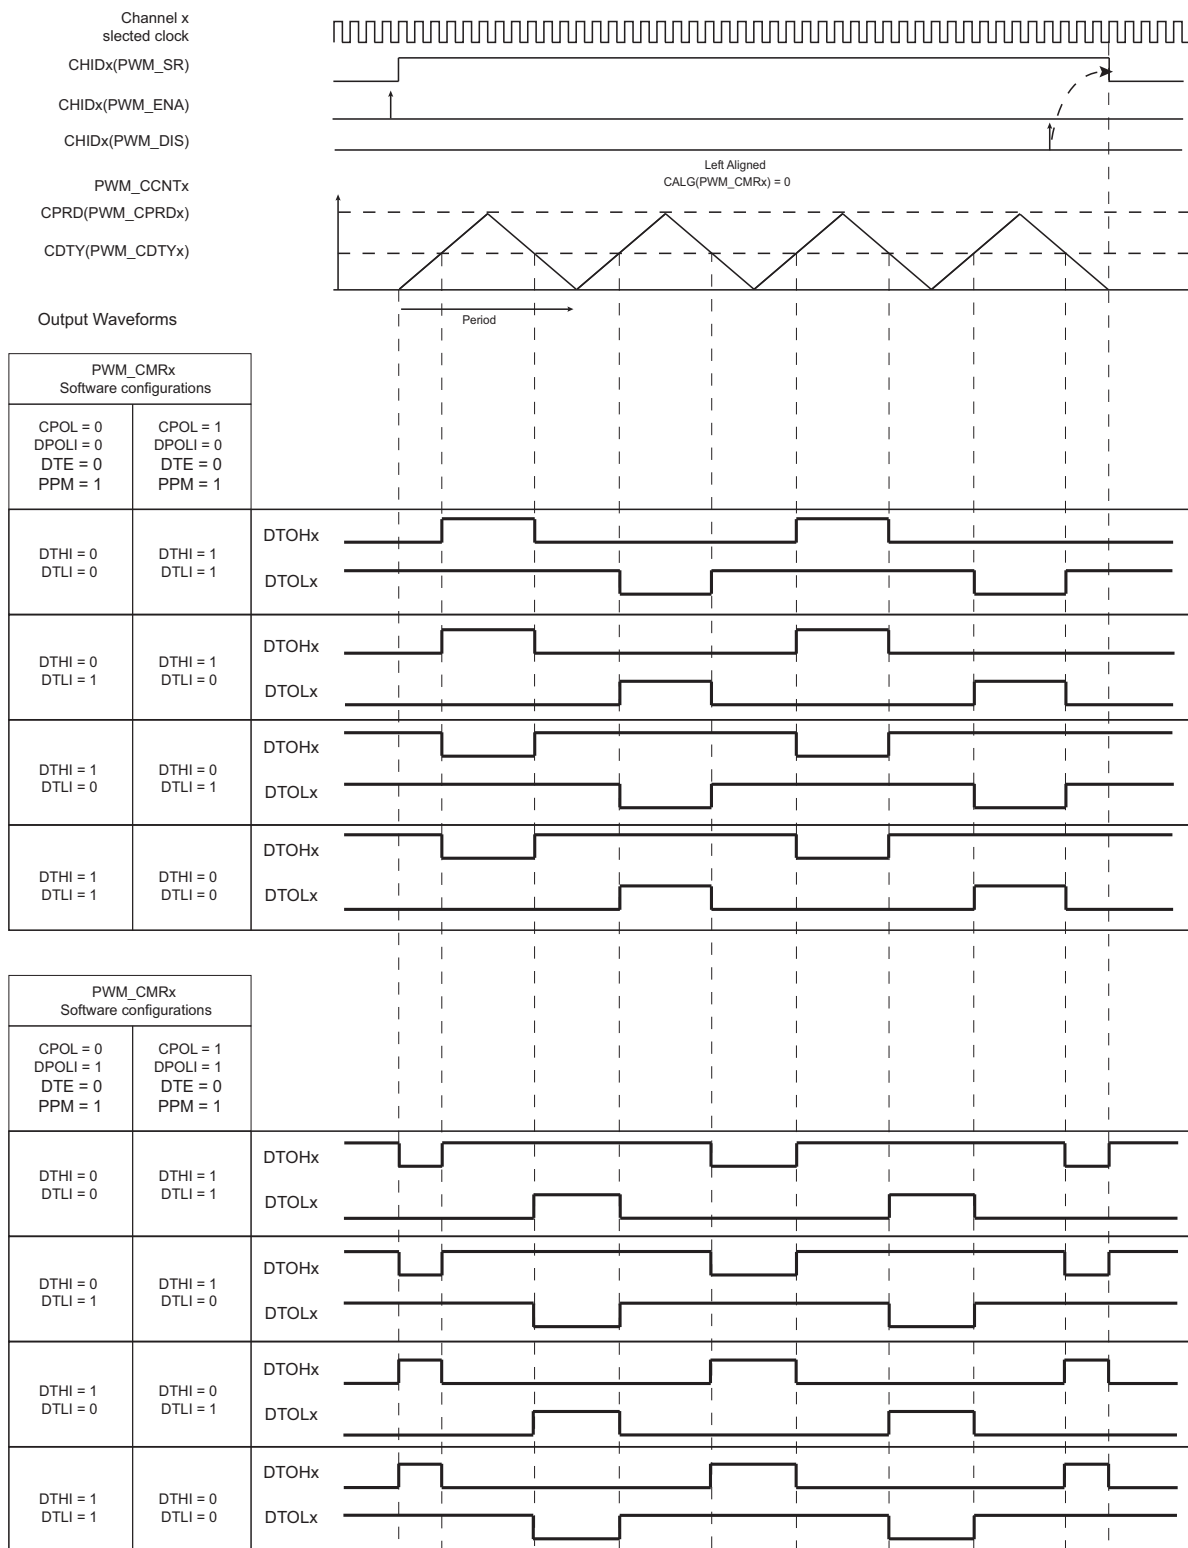 Channel x
slected clock
CHIDx(PWM_SR)
CHIDx(PWM_ENA)
CHIDx(PWM_DIS)
Left Aligned
CALG(PWM_CMRx) = 0
PWM_CCNTx
CPRD(PWM_CPRDx)
CDTY(PWM_CDTYx)
Output Waveforms
Period
PWM_CMRx
Software configurations
CPOL = 0 CPOL = 1
DPOLI = 0 DPOLI = 0
DTE = 0 DTE = 0
PPM = 1 PPM = 1
DTOHx
DTHI = 0 DTHI = 1
DTLI = 0 DTLI = 1
DTOLx
DTOHx
DTHI = 0 DTHI = 1
DTLI = 1 DTLI = 0
DTOLx
DTOHx
DTHI = 1 DTHI = 0
DTLI = 0 DTLI = 1
DTOLx
DTOHx
DTHI = 1 DTHI = 0
DTLI = 1 DTLI = 0
DTOLx
PWM_CMRx
Software configurations
CPOL = 0 CPOL = 1
DPOLI = 1 DPOLI = 1
DTE = 0 DTE = 0
PPM = 1 PPM = 1
DTOHx
DTHI = 0 DTHI = 1
DTLI = 0 DTLI = 1
DTOLx
DTOHx
DTHI = 0 DTHI = 1
DTLI = 1 DTLI = 0
DTOLx
DTOHx
DTHI = 1 DTHI = 0
DTLI = 0 DTLI = 1
DTOLx
DTOHx
DTHI = 1 DTHI = 0
DTLI = 1 DTLI = 0
DTOLx